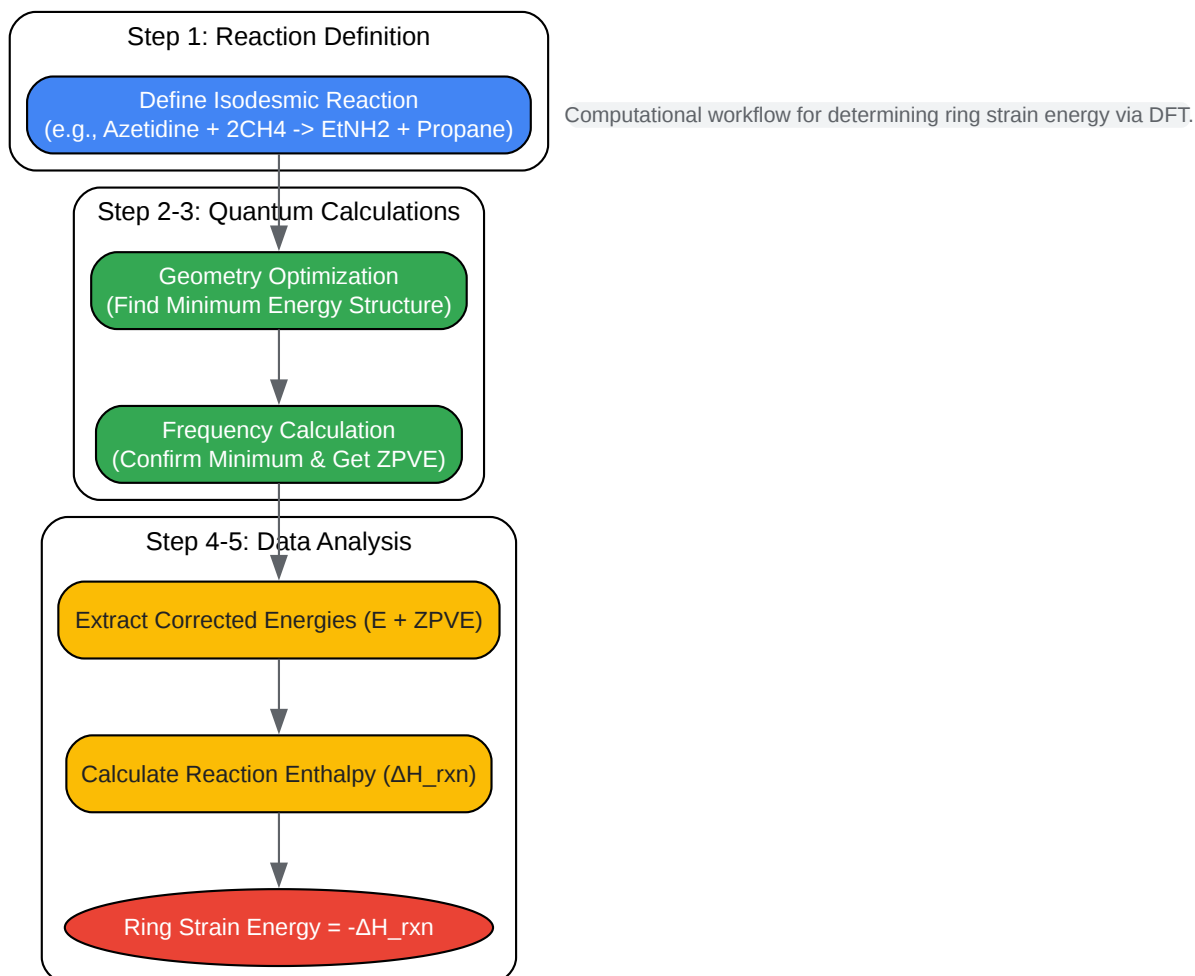 Step 1: Reaction Definition
Define Isodesmic Reaction
(e.g., Azetidine + 2CH4 -> EtNH2 + Propane)
Computational workflow for determining ring strain energy via DFT.
Step 2-3: Quantum Calculations
Geometry Optimization
(Find Minimum Energy Structure)
Frequency Calculation
(Confirm Minimum & Get ZPVE)
Step 4-5: Data Analysis
Extract Corrected Energies (E + ZPVE)
Calculate Reaction Enthalpy (ΔH_rxn)
Ring Strain Energy = -ΔH_rxn